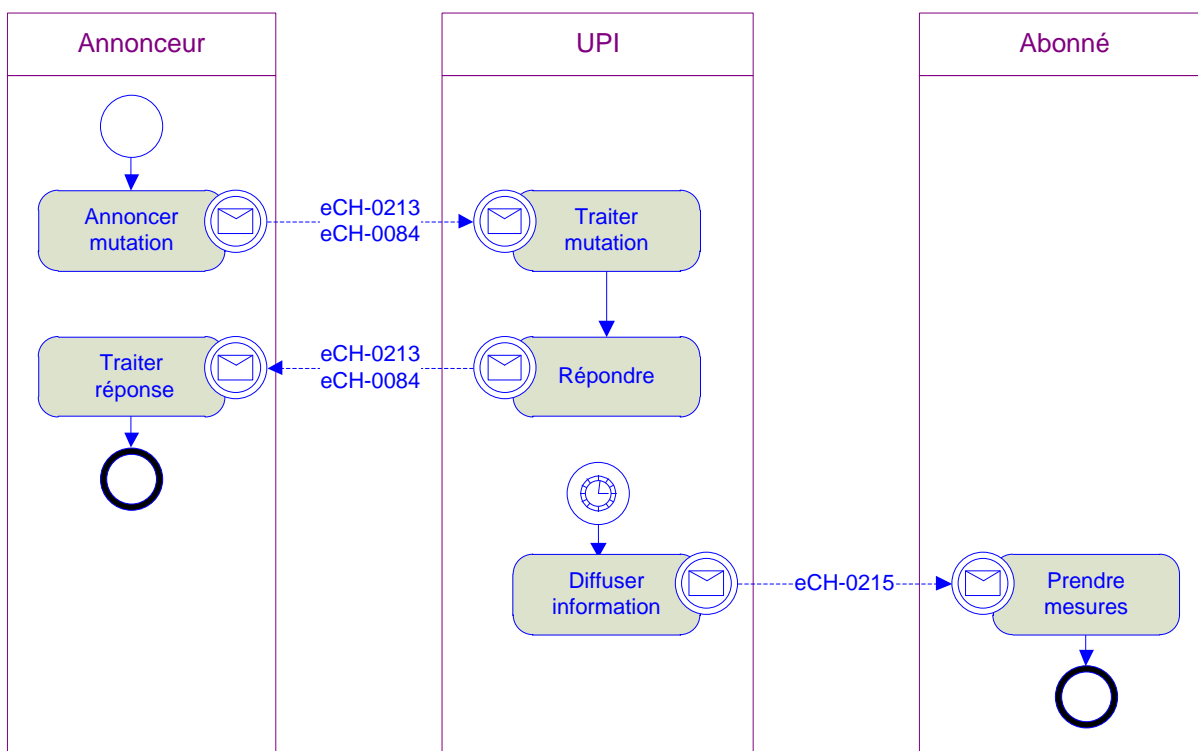 Annonceur
UPI
Abonné
Annoncer
mutation
eCH-0213
eCH-0084
Traiter
mutation
Traiter
réponse
eCH-0213
eCH-0084
Répondre
Diffuser
information
eCH-0215
Prendre
mesures